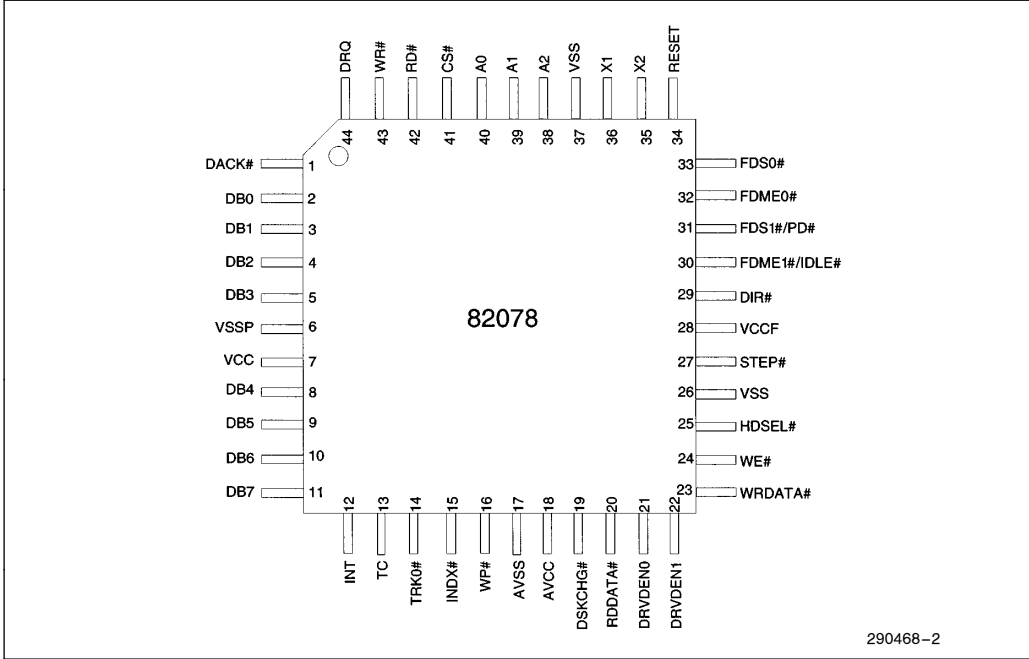 DRQ WR# RD# CS# A0 A1 A2 VSS X1 X2 RESET
44 43 42 41 40 39 38 37 36 35 34
DACK# 1 33 FDS0#
DB0 2 32 FDME0#
DB1 3 31 FDS1#/PD#
DB2 4 30 FDME1#/IDLE#
DB3 5 29 DIR#
82078
VSSP 6 28 VCCF
VCC 7 27 STEP#
DB4 8 26 VSS
DB5 9 25 HDSEL#
DB6 10 24 WE#
DB7 11 23 WRDATA#
12 13 14 15 16 17 18 19 20 21 22
INT TC TRK0# INDX# WP# AVSS AVCC DSKCHG# RDDATA# DRVDEN0 DRVDEN1
290468–2